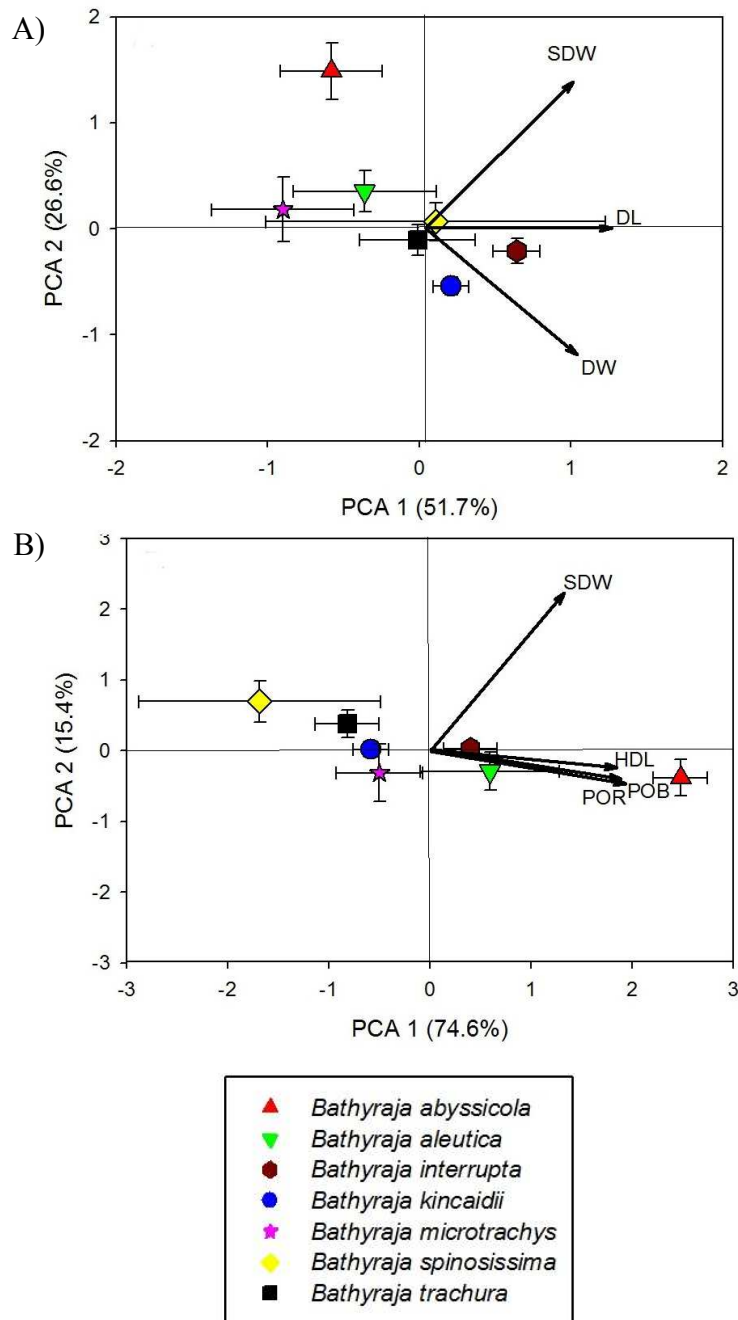 A)
2
1
0
-1
-2
PCA 2 (26.6%)
SDW
DL
DW
-2 -1 0 1 2
PCA 1 (51.7%)
B)
3
2
1
0
-1
-2
-3
PCA 2 (15.4%)
SDW
HDL
POR POB
-3 -2 -1 0 1 2 3
PCA 1 (74.6%)
Bathyraja abyssicola
Bathyraja aleutica
Bathyraja interrupta
Bathyraja kincaidii
Bathyraja microtrachys
Bathyraja spinosissima
Bathyraja trachura